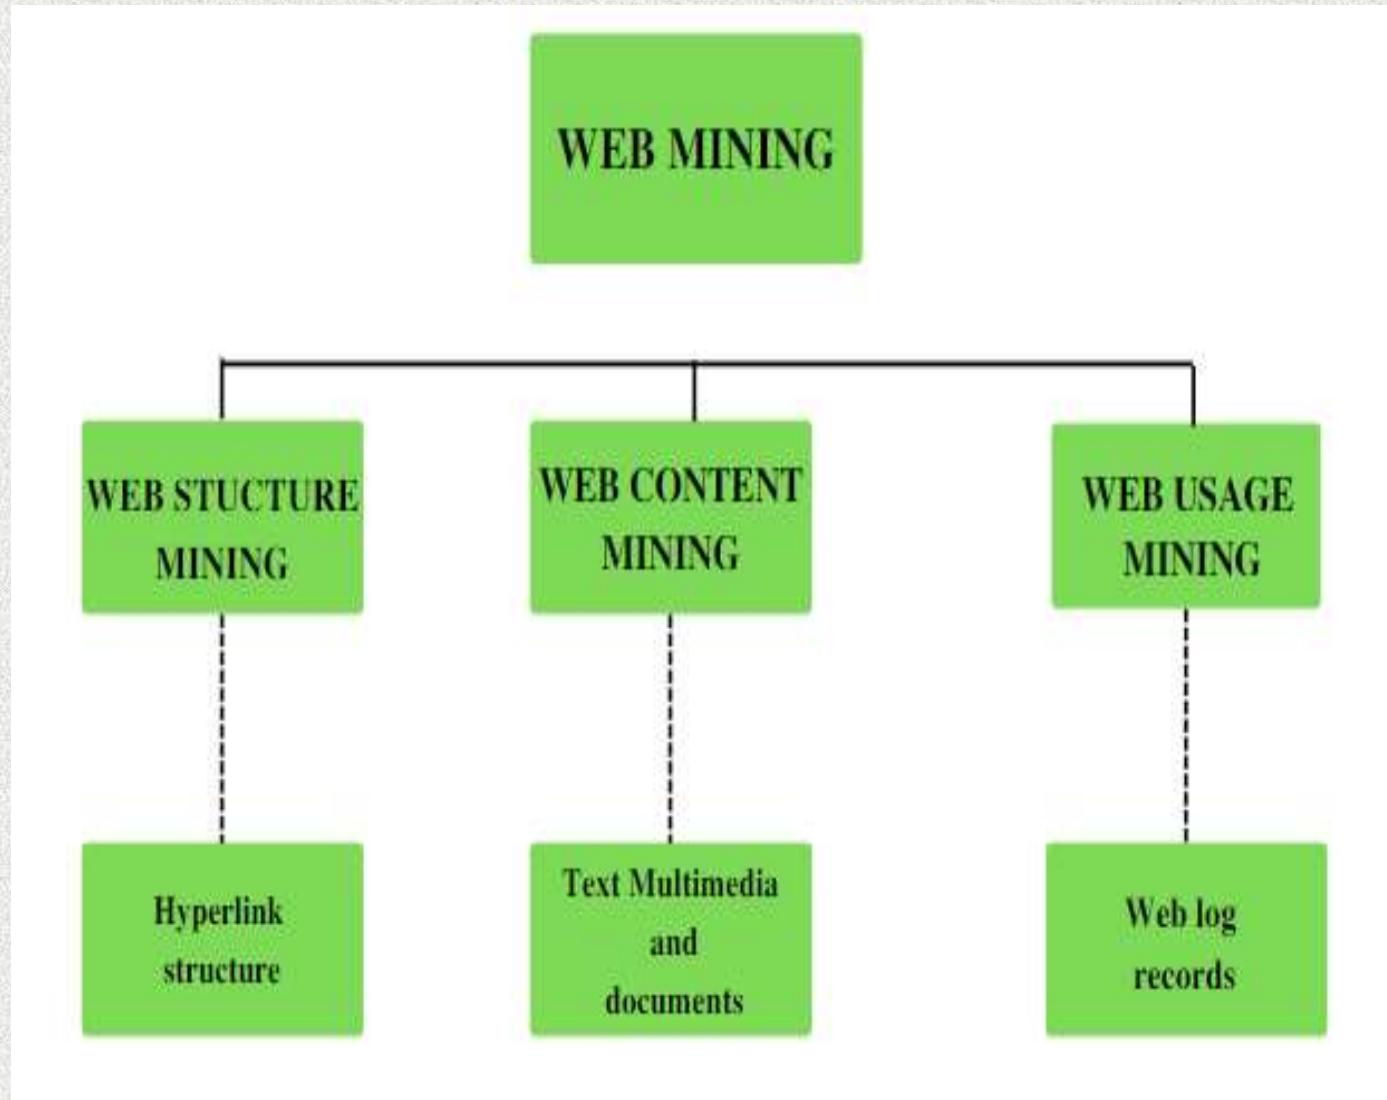 WEB MINING
WEB STUCTURE
MINING
WEB CONTENT
MINING
WEB USAGE
MINING
Hyperlink
structure
Text Multimedia
and
documents
Web log
records